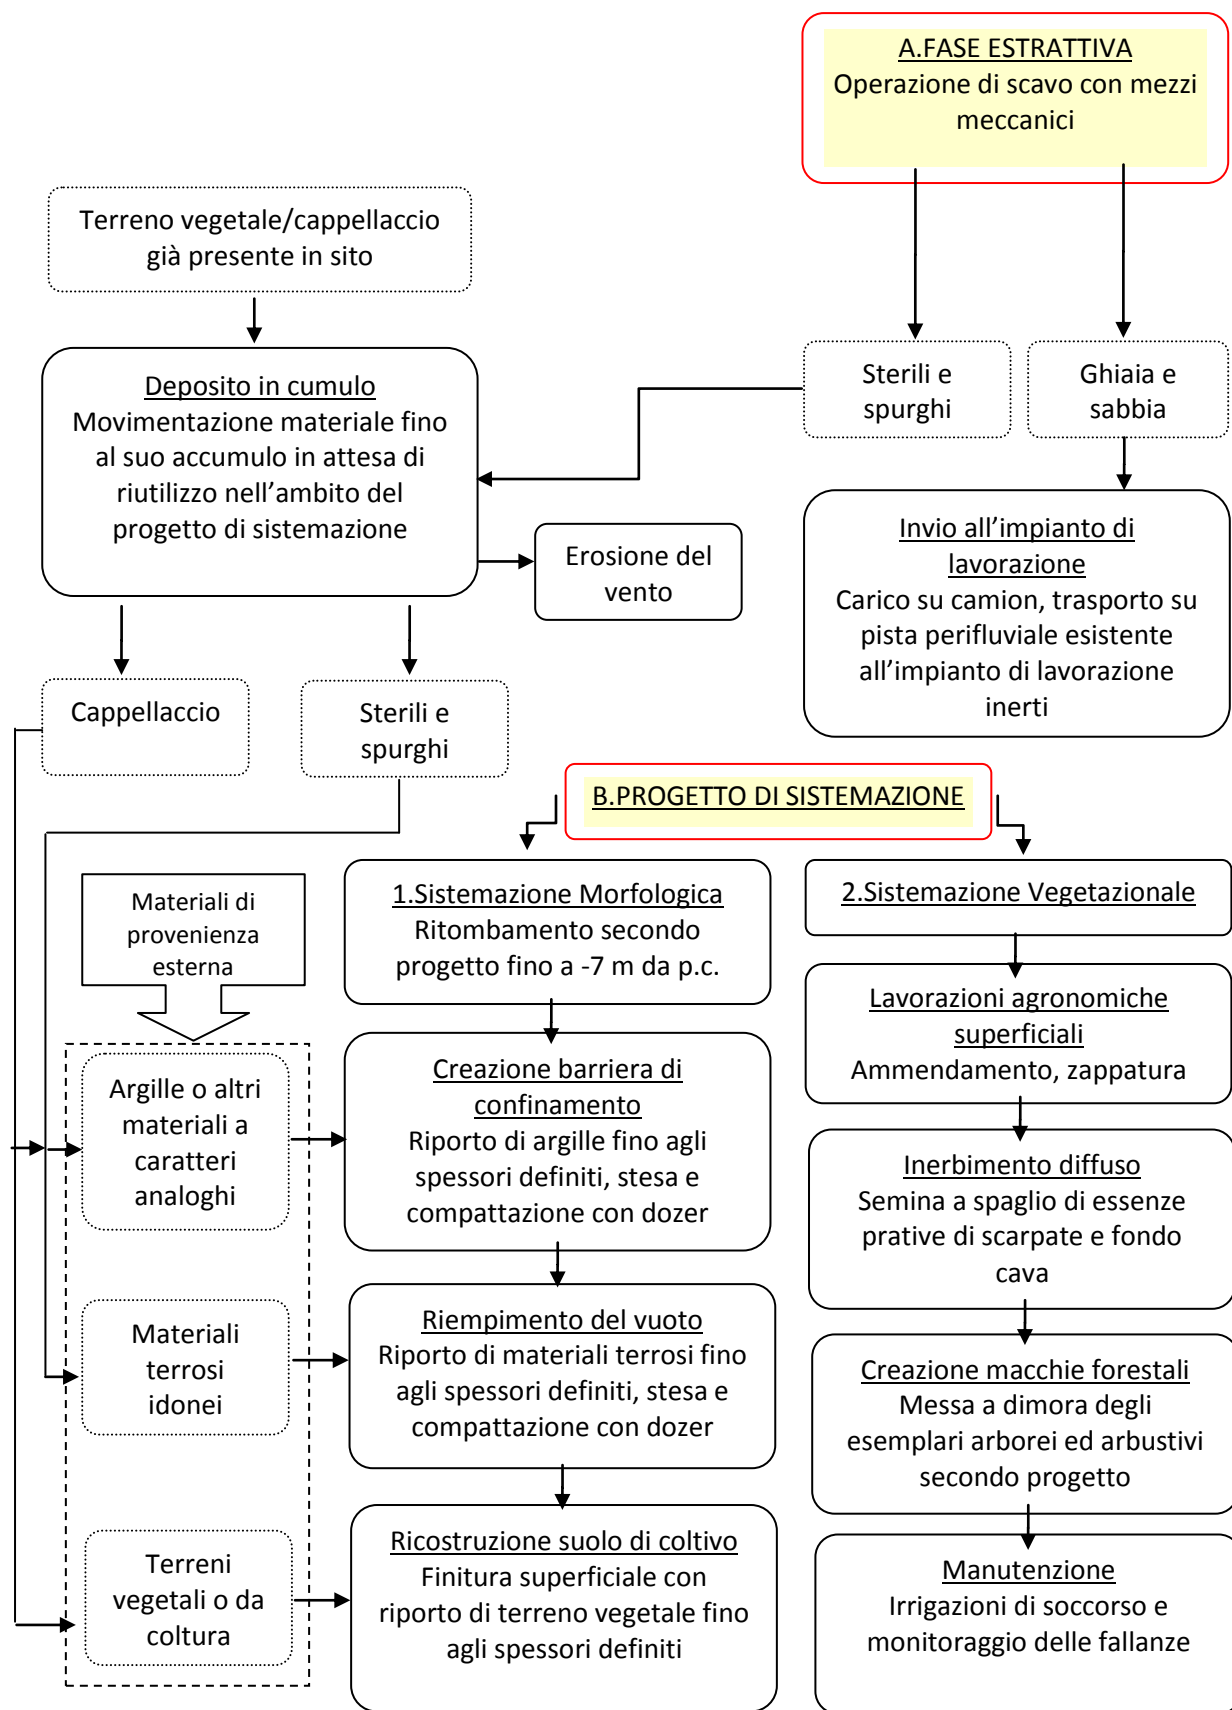 A.FASE ESTRATTIVA
Operazione di scavo con mezzi
meccanici
Terreno vegetale/cappellaccio
già presente in sito
Deposito in cumulo
Movimentazione materiale fino
al suo accumulo in attesa di
riutilizzo nell’ambito del
progetto di sistemazione
Sterili e
spurghi
Ghiaia e
sabbia
Erosione del
vento
Invio all’impianto di
lavorazione
Carico su camion, trasporto su
pista perifluviale esistente
all’impianto di lavorazione
inerti
Cappellaccio
Sterili e
spurghi
B.PROGETTO DI SISTEMAZIONE
Materiali di
provenienza
esterna
1.Sistemazione Morfologica
Ritombamento secondo
progetto fino a -7 m da p.c.
2.Sistemazione Vegetazionale
Lavorazioni agronomiche
superficiali
Ammendamento, zappatura
Argille o altri
materiali a
caratteri
analoghi
Creazione barriera di
confinamento
Riporto di argille fino agli
spessori definiti, stesa e
compattazione con dozer
Inerbimento diffuso
Semina a spaglio di essenze
prative di scarpate e fondo
cava
Materiali
terrosi
idonei
Riempimento del vuoto
Riporto di materiali terrosi fino
agli spessori definiti, stesa e
compattazione con dozer
Creazione macchie forestali
Messa a dimora degli
esemplari arborei ed arbustivi
secondo progetto
Terreni
vegetali o da
coltura
Ricostruzione suolo di coltivo
Finitura superficiale con
riporto di terreno vegetale fino
agli spessori definiti
Manutenzione
Irrigazioni di soccorso e
monitoraggio delle fallanze